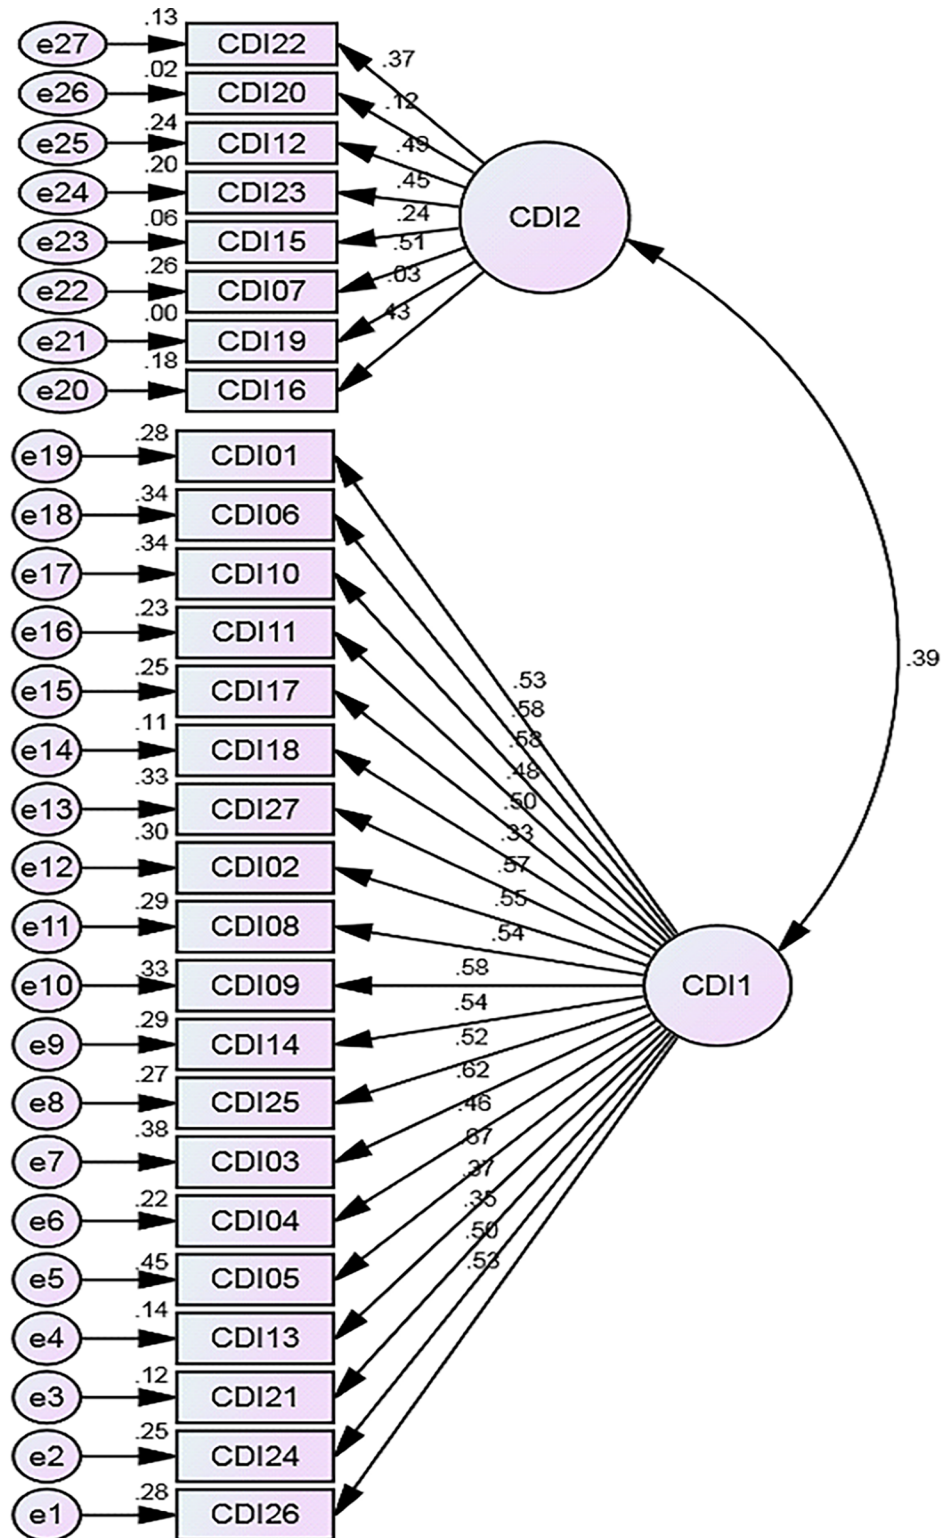 .13
e27 CDI22 .37
.02
e26 CDI20 .12
.24
e25 CDI12 .49
.20
e24 CDI23 .45
CDI2
.06
.24
e23 CDI15 .51
.26
e22 CDI07 .03
.00
e21 CDI19 .43
.18
e20 CDI16
.28
e19 CDI01
.34
e18 CDI06
.34
e17 CDI10
.23
e16 CDI11
.39
.25
e15 CDI17 .53
.58
.11
e14 CDI18 .58
.48
.33
e13 CDI27 .50
.30
.33
e12 CDI02 .57
.55
.29
e11 CDI08 .54
.33
.58
e10 CDI09 CDI1
.54
.29
e9 CDI14 .52
.27
.62
e8 CDI25 .46
.38
.67
e7 CDI03 .37
.22
.35
e6 CDI04 .50
.45
.53
e5 CDI05
.14
e4 CDI13
.12
e3 CDI21
.25
e2 CDI24
.28
e1 CDI26